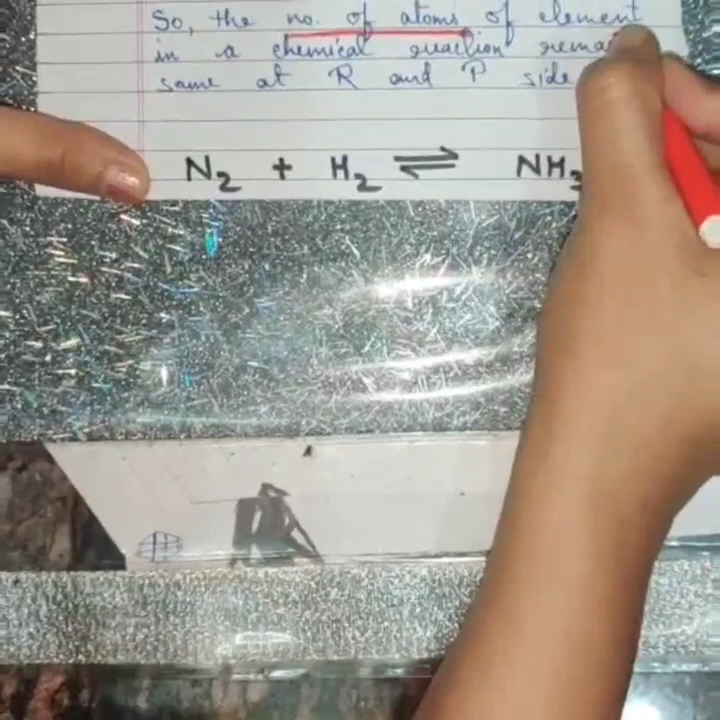 So, the no. of atoms of element
in a chemical reaction
same at R and P side
N₂ + H₂ ⇌ NH₃